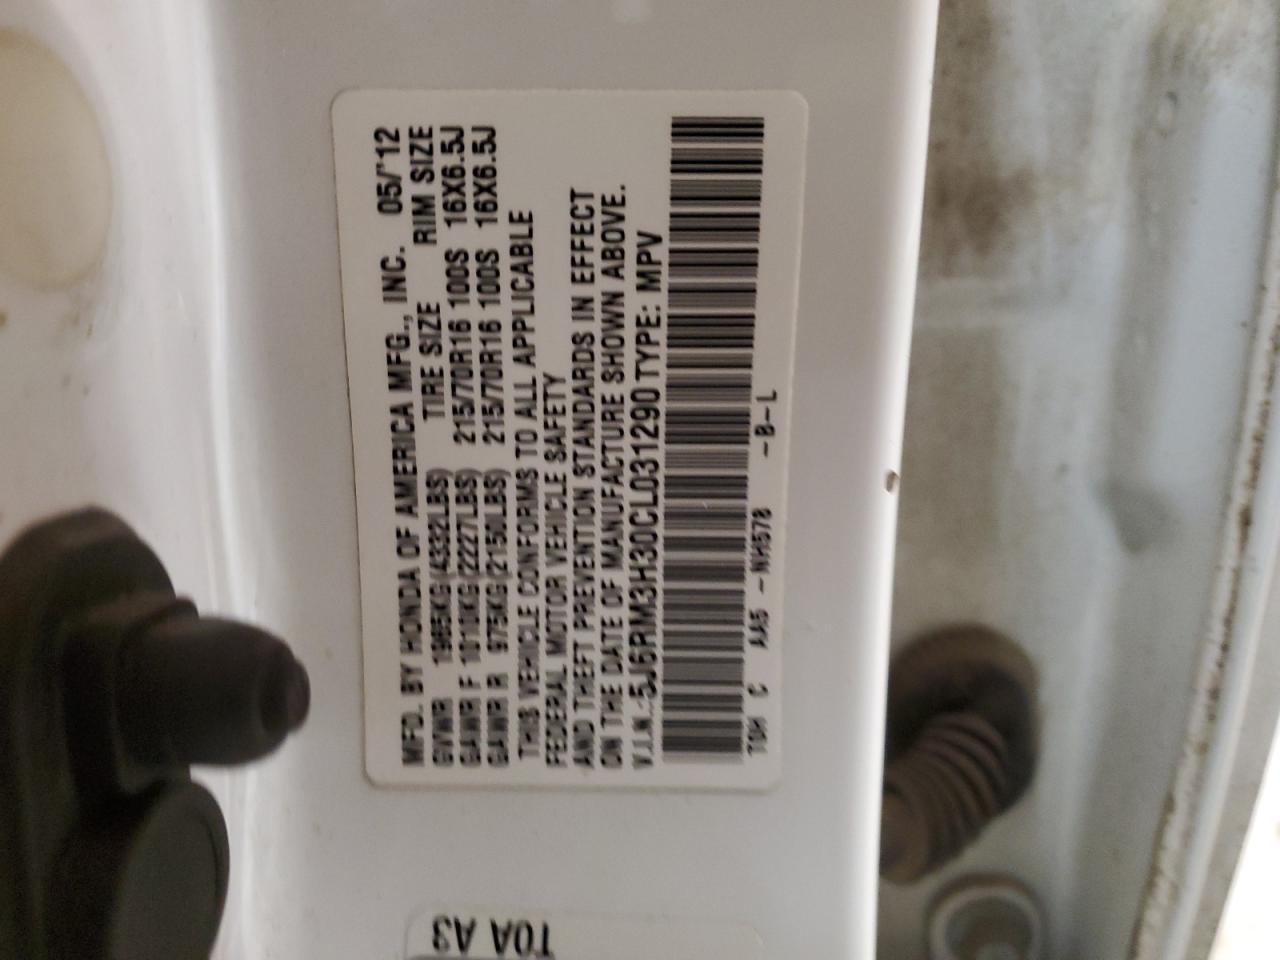 MFD. BY HONDA OF AMERICA MFG., INC. 05/'12
GVWR 1965KG(4332LBS) TIRE SIZE RIM SIZE
GAWR F 1010KG(2227LBS) 215/70R16 100S 16X6.5J
GAWR R 975KG(2150LBS) 215/70R16 100S 16X6.5J
THIS VEHICLE CONFORMS TO ALL APPLICABLE
FEDERAL MOTOR VEHICLE SAFETY
AND THEFT PREVENTION STANDARDS IN EFFECT
ON THE DATE OF MANUFACTURE SHOWN ABOVE.
V.I.N.:5J6RM3H30CL031290 TYPE: MPV
T0H C AA5 -NH578 -B-L
T0A A3